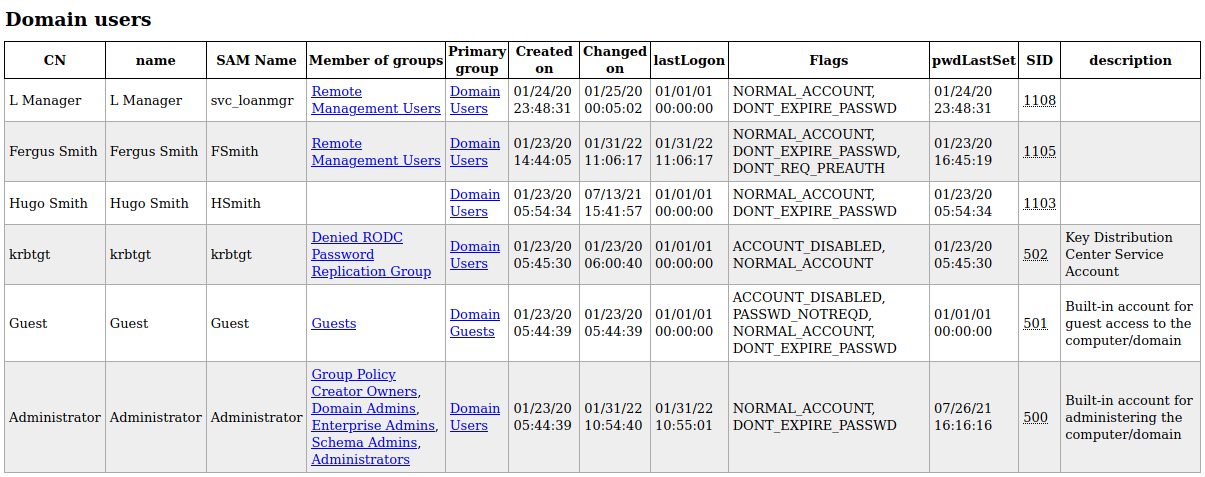 Domain users
CN name SAM Name Member of groups Primary group Created on Changed on lastLogon Flags pwdLastSet SID description
L Manager L Manager svc_loanmgr Remote Management Users Domain Users 01/24/20 23:48:31 01/25/20 00:05:02 01/01/01 00:00:00 NORMAL_ACCOUNT, DONT_EXPIRE_PASSWD 01/24/20 23:48:31 1108
Fergus Smith Fergus Smith FSmith Remote Management Users Domain Users 01/23/20 14:44:05 01/31/22 11:06:17 01/31/22 11:06:17 NORMAL_ACCOUNT, DONT_EXPIRE_PASSWD, DONT_REQ_PREAUTH 01/23/20 16:45:19 1105
Hugo Smith Hugo Smith HSmith Domain Users 01/23/20 05:54:34 07/13/21 15:41:57 01/01/01 00:00:00 NORMAL_ACCOUNT, DONT_EXPIRE_PASSWD 01/23/20 05:54:34 1103
krbtgt krbtgt krbtgt Denied RODC Password Replication Group Domain Users 01/23/20 05:45:30 01/23/20 06:00:40 01/01/01 00:00:00 ACCOUNT_DISABLED, NORMAL_ACCOUNT 01/23/20 05:45:30 502 Key Distribution Center Service Account
Guest Guest Guest Guests Domain Guests 01/23/20 05:44:39 01/23/20 05:44:39 01/01/01 00:00:00 ACCOUNT_DISABLED, PASSWD_NOTREQD, NORMAL_ACCOUNT, DONT_EXPIRE_PASSWD 01/01/01 00:00:00 501 Built-in account for guest access to the computer/domain
Administrator Administrator Administrator Group Policy Creator Owners, Domain Admins, Enterprise Admins, Schema Admins, Administrators Domain Users 01/23/20 05:44:39 01/31/22 10:54:40 01/31/22 10:55:01 NORMAL_ACCOUNT, DONT_EXPIRE_PASSWD 07/26/21 16:16:16 500 Built-in account for administering the computer/domain